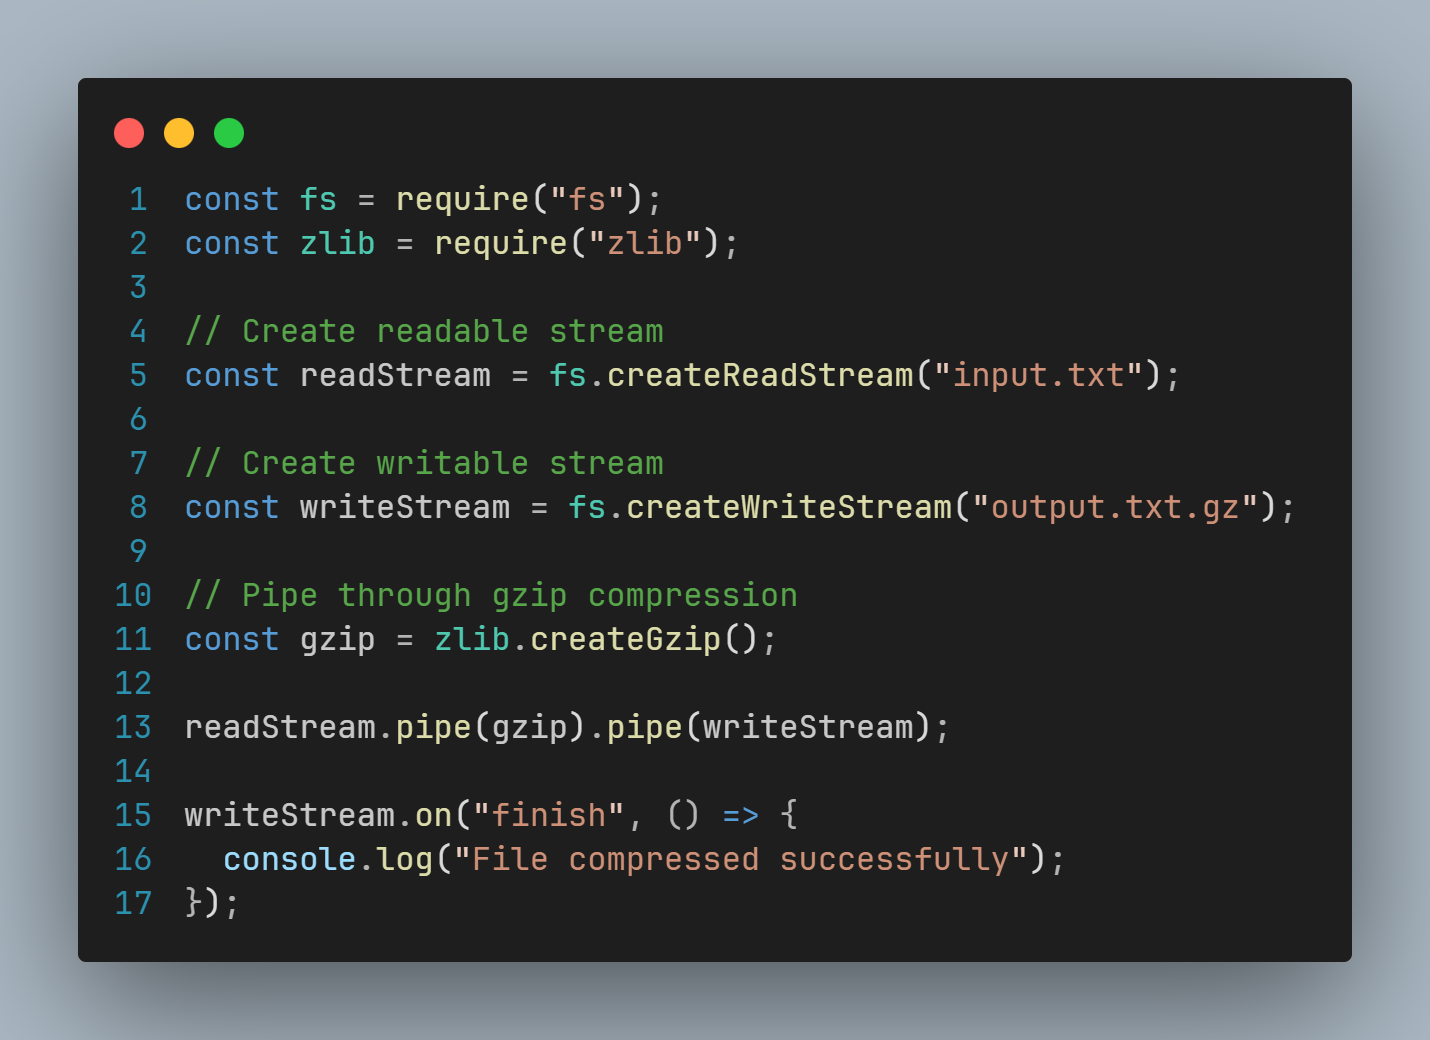 1 const fs = require("fs");
2 const zlib = require("zlib");
3
4 // Create readable stream
5 const readStream = fs.createReadStream("input.txt");
6
7 // Create writable stream
8 const writeStream = fs.createWriteStream("output.txt.gz");
9
10 // Pipe through gzip compression
11 const gzip = zlib.createGzip();
12
13 readStream.pipe(gzip).pipe(writeStream);
14
15 writeStream.on("finish", () => {
16   console.log("File compressed successfully");
17 });